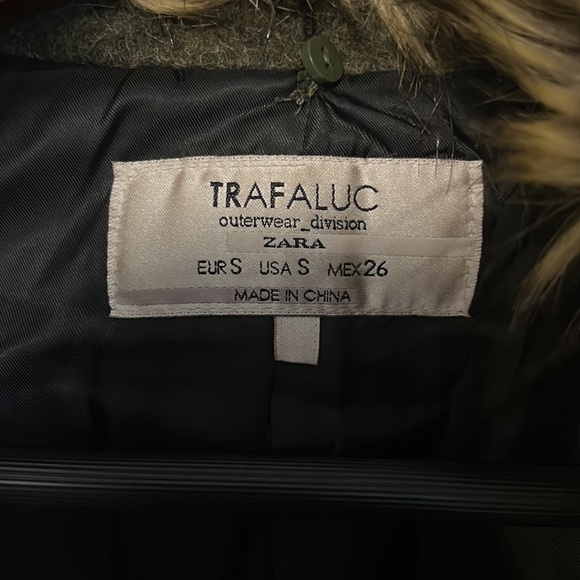 TRAFALUC
outerwear_division
ZARA
EUR S USA S MEX 26
MADE IN CHINA